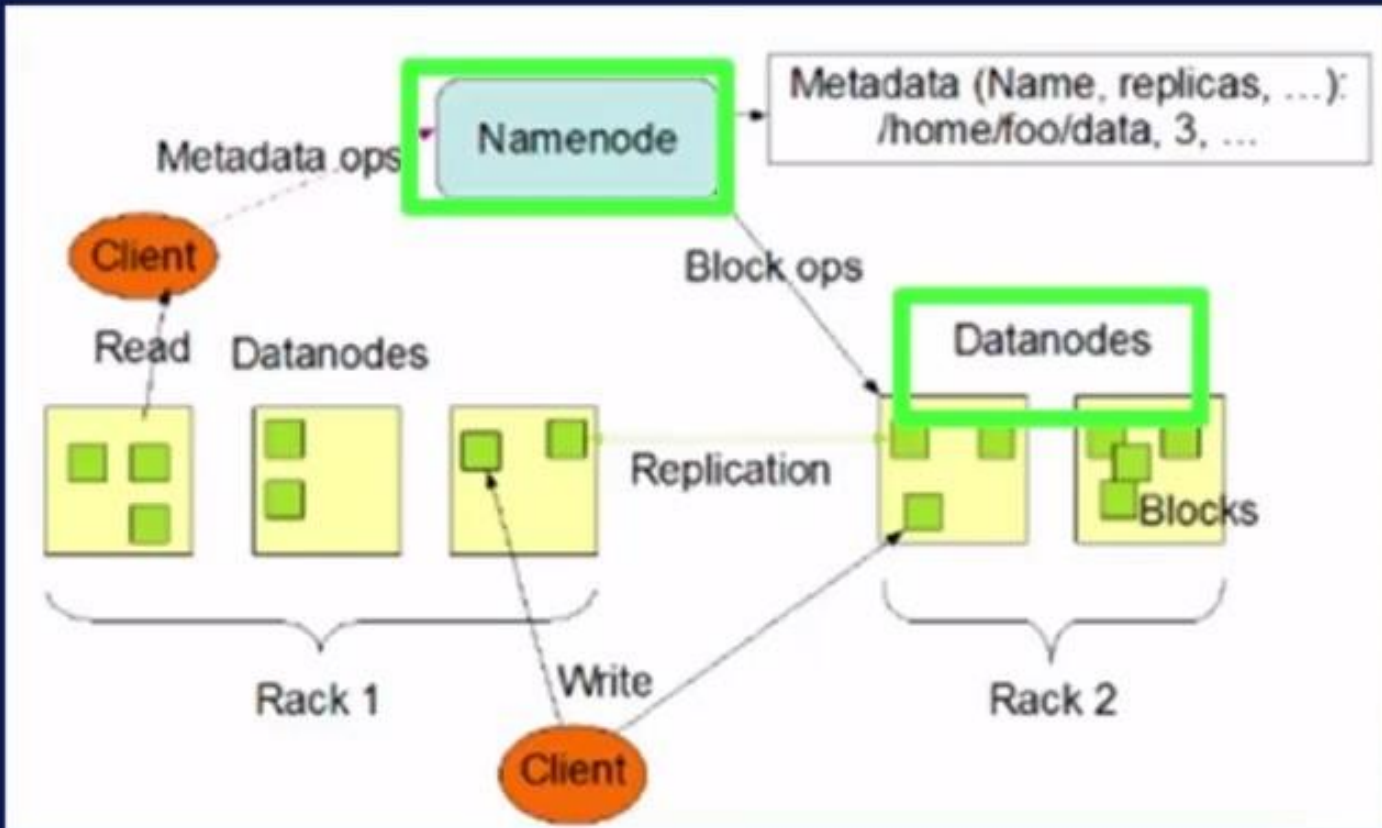 Namenode
Metadata (Name, replicas, ...):
/home/foo/data, 3, ...
Metadata ops
Client
Block ops
Read
Datanodes
Datanodes
Replication
Blocks
Rack 1
Write
Rack 2
Client